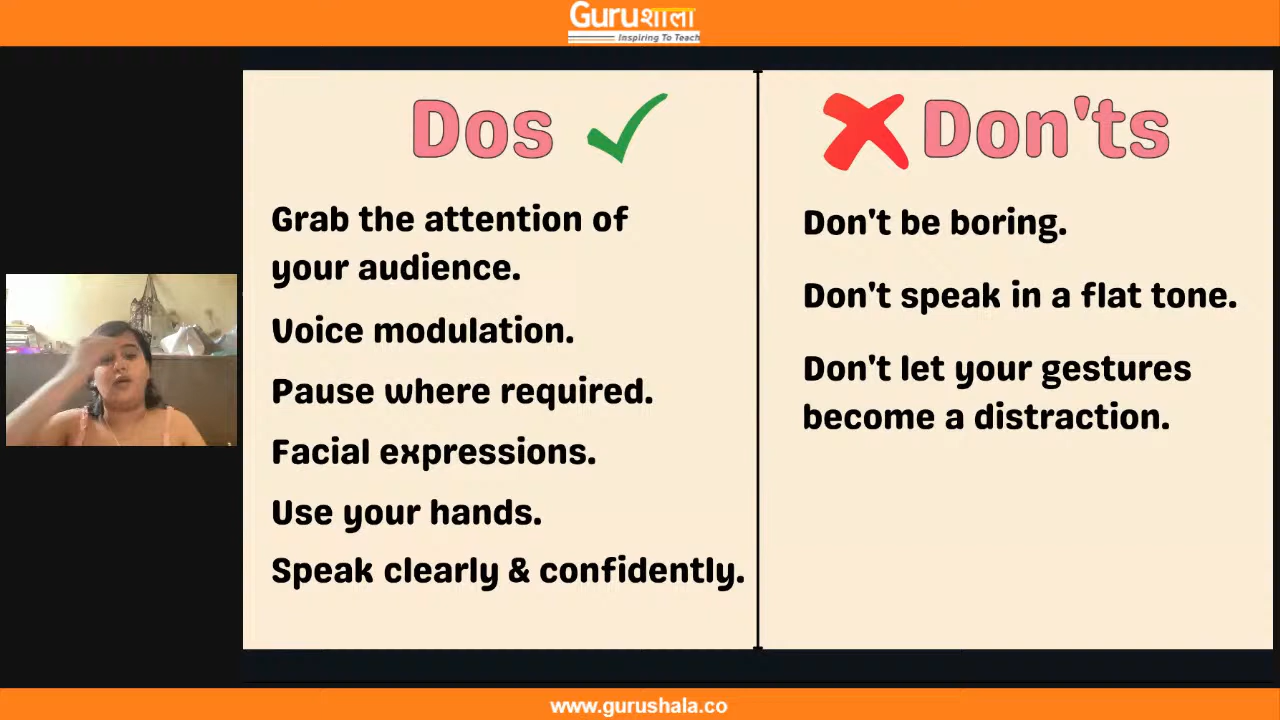 Guruशाला
Inspiring To Teach
Dos
Grab the attention of
your audience.
Voice modulation.
Pause where required.
Facial expressions.
Use your hands.
Speak clearly & confidently.
Don'ts
Don't be boring.
Don't speak in a flat tone.
Don't let your gestures
become a distraction.
www.gurushala.co